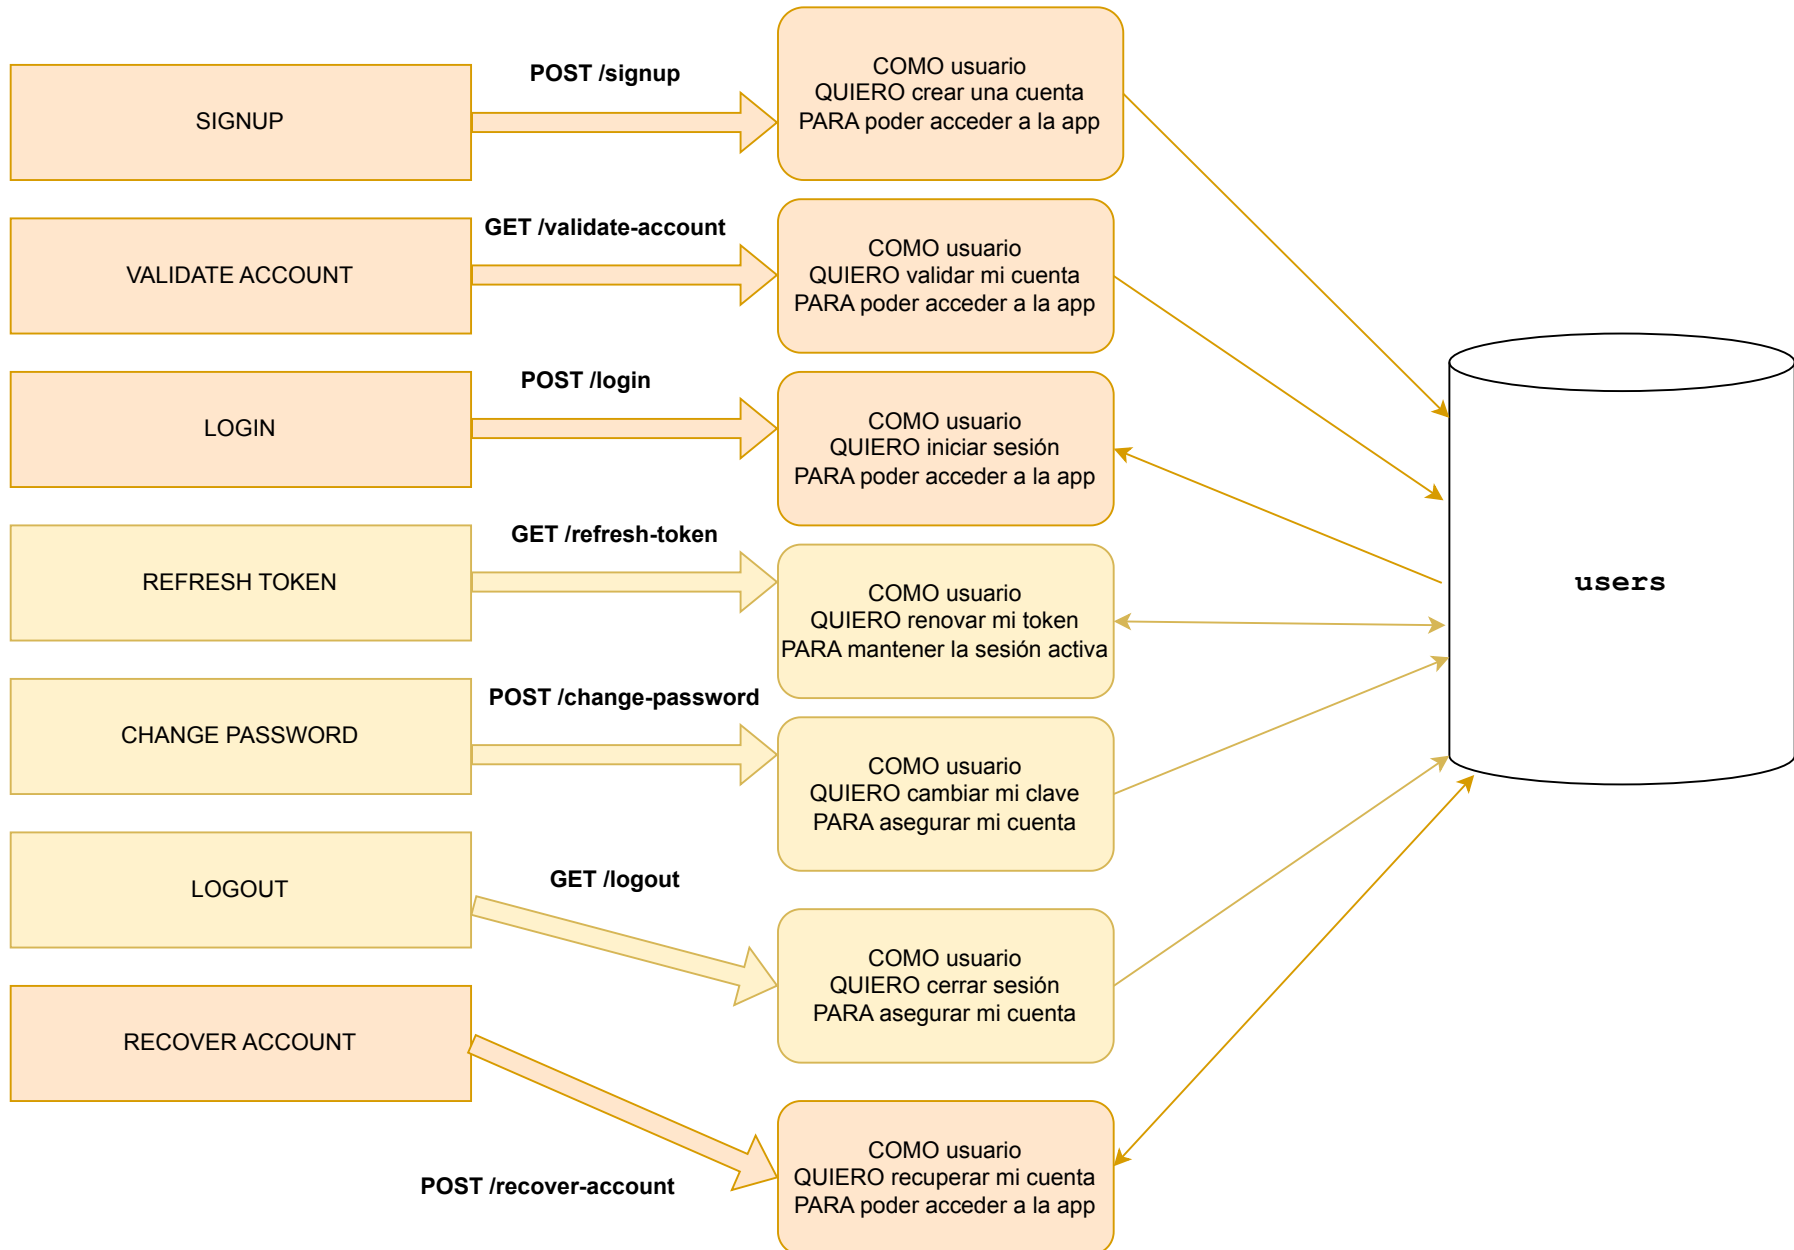 SIGNUP
POST /signup
COMO usuario
QUIERO crear una cuenta
PARA poder acceder a la app
VALIDATE ACCOUNT
GET /validate-account
COMO usuario
QUIERO validar mi cuenta
PARA poder acceder a la app
LOGIN
POST /login
COMO usuario
QUIERO iniciar sesión
PARA poder acceder a la app
REFRESH TOKEN
GET /refresh-token
COMO usuario
QUIERO renovar mi token
PARA mantener la sesión activa
users
CHANGE PASSWORD
POST /change-password
COMO usuario
QUIERO cambiar mi clave
PARA asegurar mi cuenta
LOGOUT
GET /logout
COMO usuario
QUIERO cerrar sesión
PARA asegurar mi cuenta
RECOVER ACCOUNT
POST /recover-account
COMO usuario
QUIERO recuperar mi cuenta
PARA poder acceder a la app